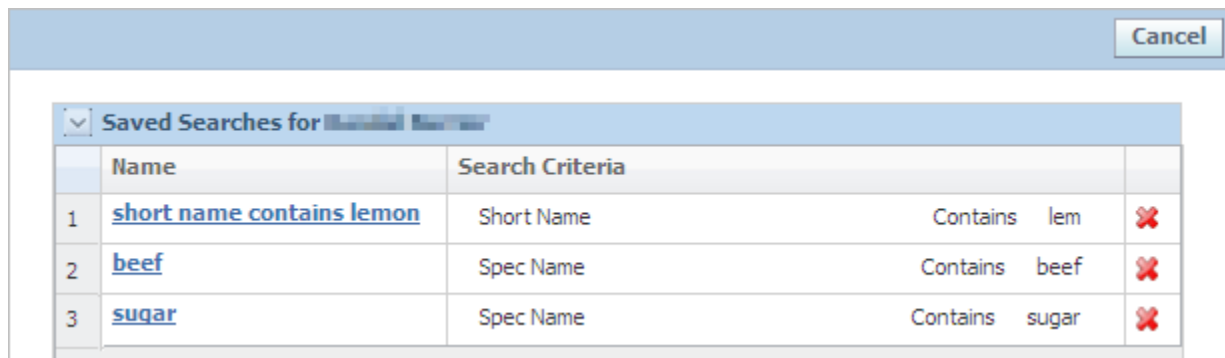 Cancel
Saved Searches for
Name Search Criteria
1 short name contains lemon Short Name Contains lem
2 beef Spec Name Contains beef
3 sugar Spec Name Contains sugar